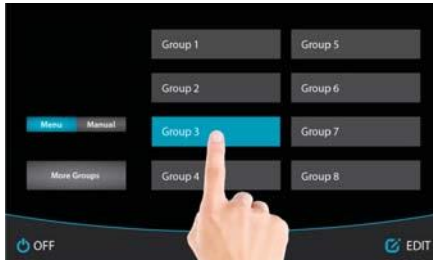 Group 1
Group 5
Group 2
Group 6
Menu
Manual
Group 3
Group 7
More Groups
Group 4
Group 8
OFF
EDIT